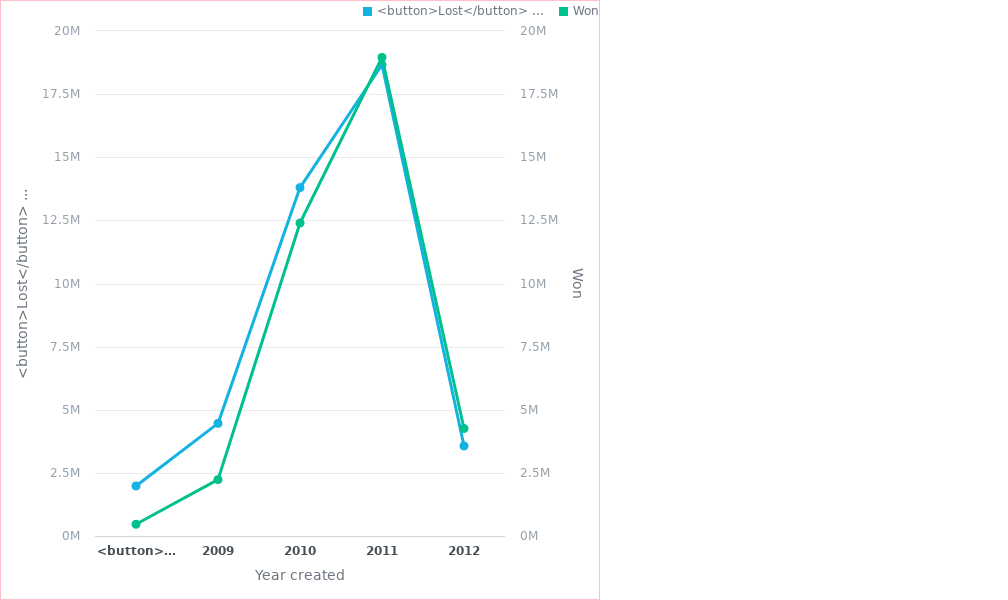 <button>Lost</button> ... Won
20M 20M
17.5M 17.5M
15M 15M
12.5M 12.5M
10M 10M
7.5M 7.5M
5M 5M
2.5M 2.5M
0M 0M
<button>Lost</button> ...
Won
<button>... 2009 2010 2011 2012
Year created